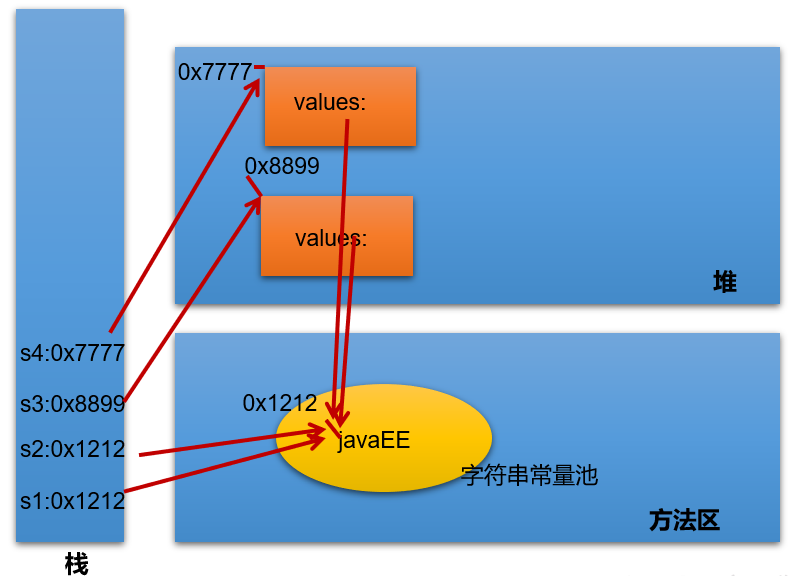 0x7777
values:
0x8899
values:
堆
s4:0x7777
s3:0x8899
s2:0x1212
s1:0x1212
栈
0x1212
javaEE
字符串常量池
方法区